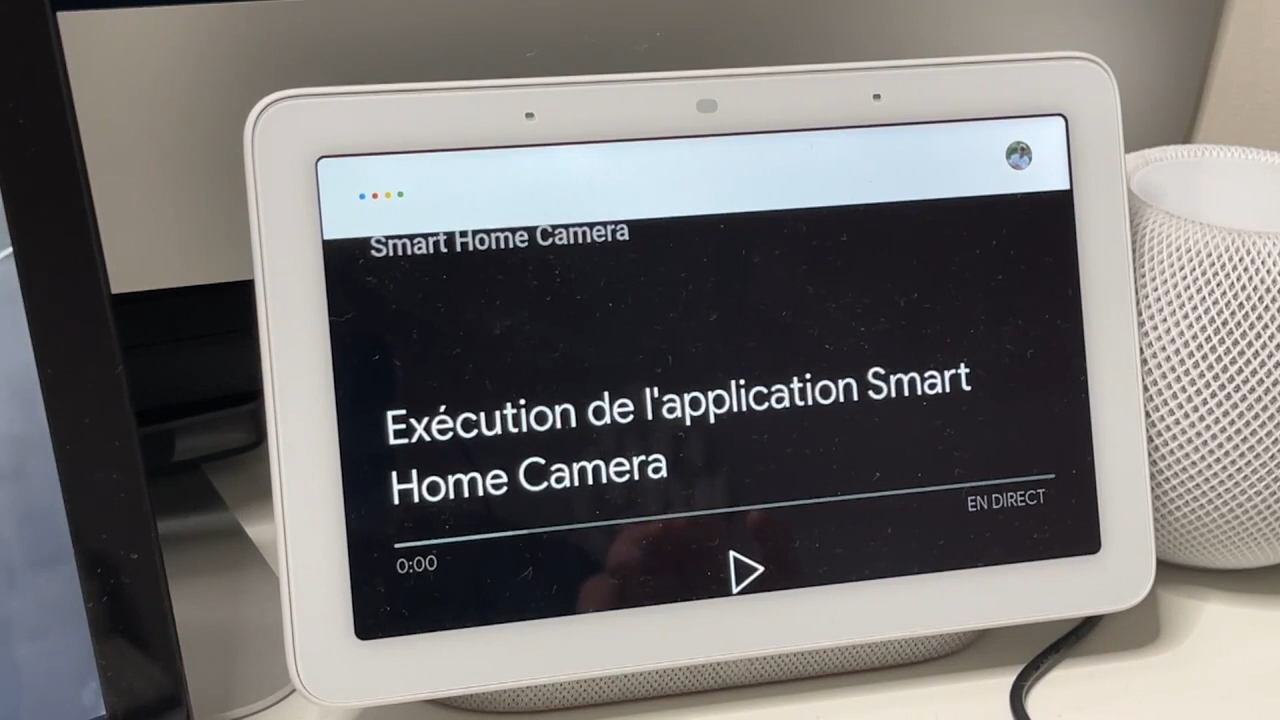 Smart Home Camera
Exécution de l'application Smart
Home Camera
EN DIRECT
0:00